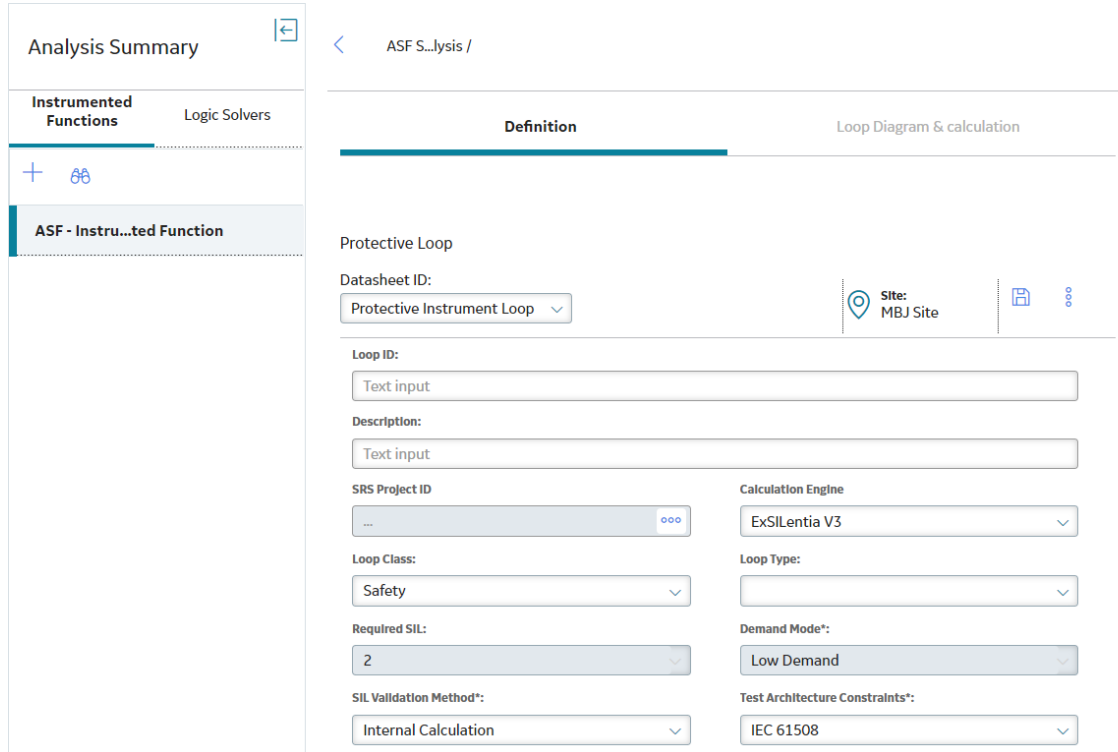 Analysis Summary
ASF S...lysis /
Instrumented
Functions
Logic Solvers
Definition
Loop Diagram & calculation
ASF - Instru...ted Function
Protective Loop
Datasheet ID:
Protective Instrument Loop
Site:
MBJ Site
Loop ID:
Text input
Description:
Text input
SRS Project ID
Calculation Engine
...
ExSILentia V3
Loop Class:
Loop Type:
Safety
Required SIL:
Demand Mode*:
2
Low Demand
SIL Validation Method*:
Test Architecture Constraints*:
Internal Calculation
IEC 61508